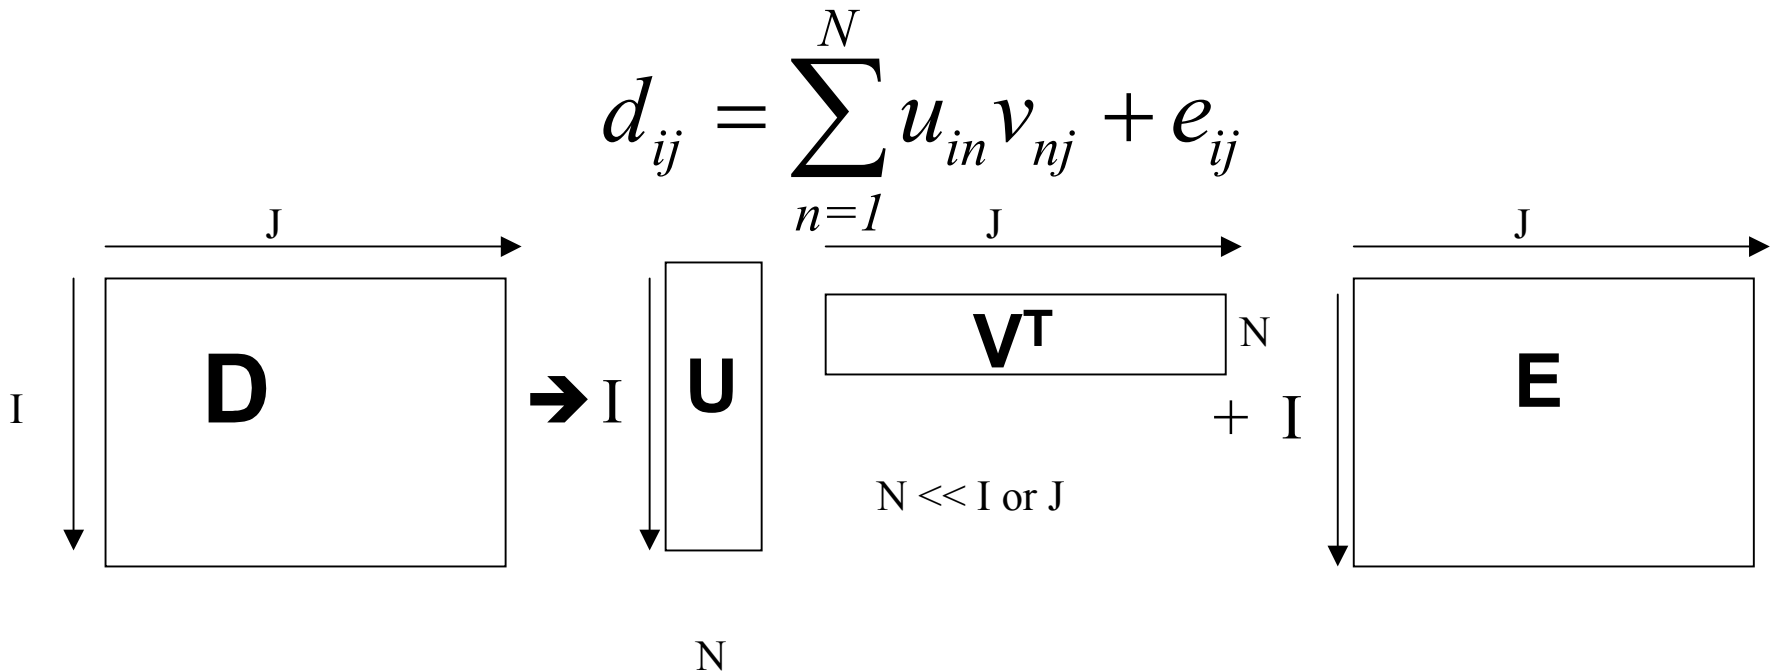 N
d_ij = ∑ u_in v_nj + e_ij
n=1
J J J
D
I
➔ I
U
V^T
N
+ I
E
N << I or J
N